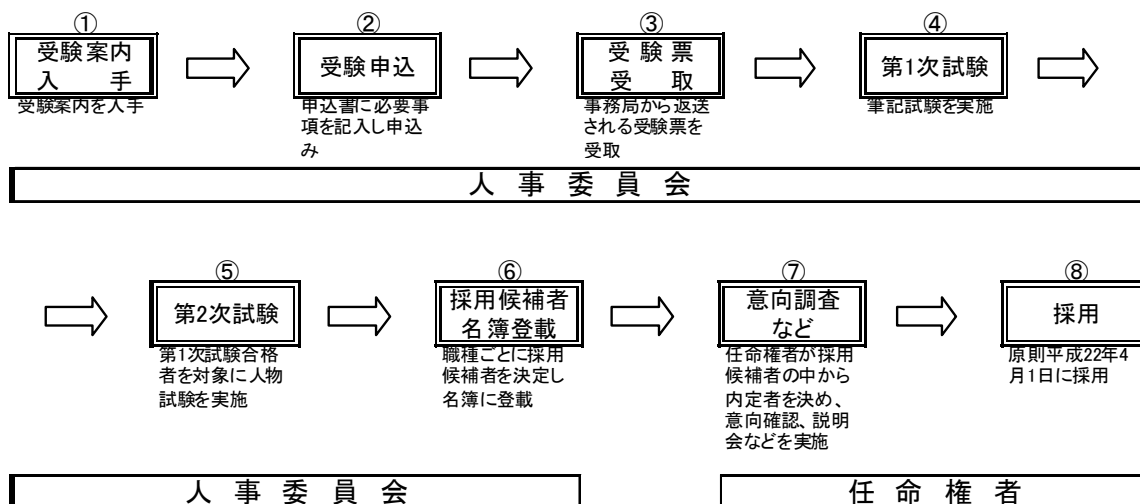 ①
②
③
④
受験案内
入　手
受験申込
受 験 票
受　取
第1次試験
受験案内を入手
申込書に必要事
項を記入し申込
み
事務局から返送
される受験票を
受取
筆記試験を実施
人 事 委 員 会
⑤
⑥
⑦
⑧
第2次試験
採用候補者
名簿登載
意向調査
など
採用
第1次試験合格
者を対象に人物
試験を実施
職種ごとに採用
候補者を決定し
名簿に登載
任命権者が採用
候補者の中から
内定者を決め、
意向確認、説明
会などを実施
原則平成22年4
月1日に採用
人 事 委 員 会
任 命 権 者